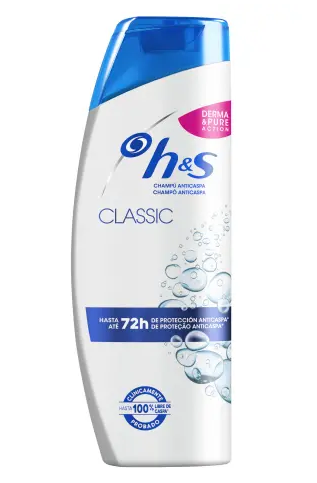 DERMA
& PURE
ACTION
h&s
CHAMPÚ ANTICASPA
CHAMPÔ ANTICASPA
CLASSIC
HASTA
ATÉ
72h
DE PROTECCIÓN ANTICASPA*
DE PROTEÇÃO ANTICASPA*
CLINICAMENTE
HASTA 100% LIBRE DE
CASPA*
PROBADO